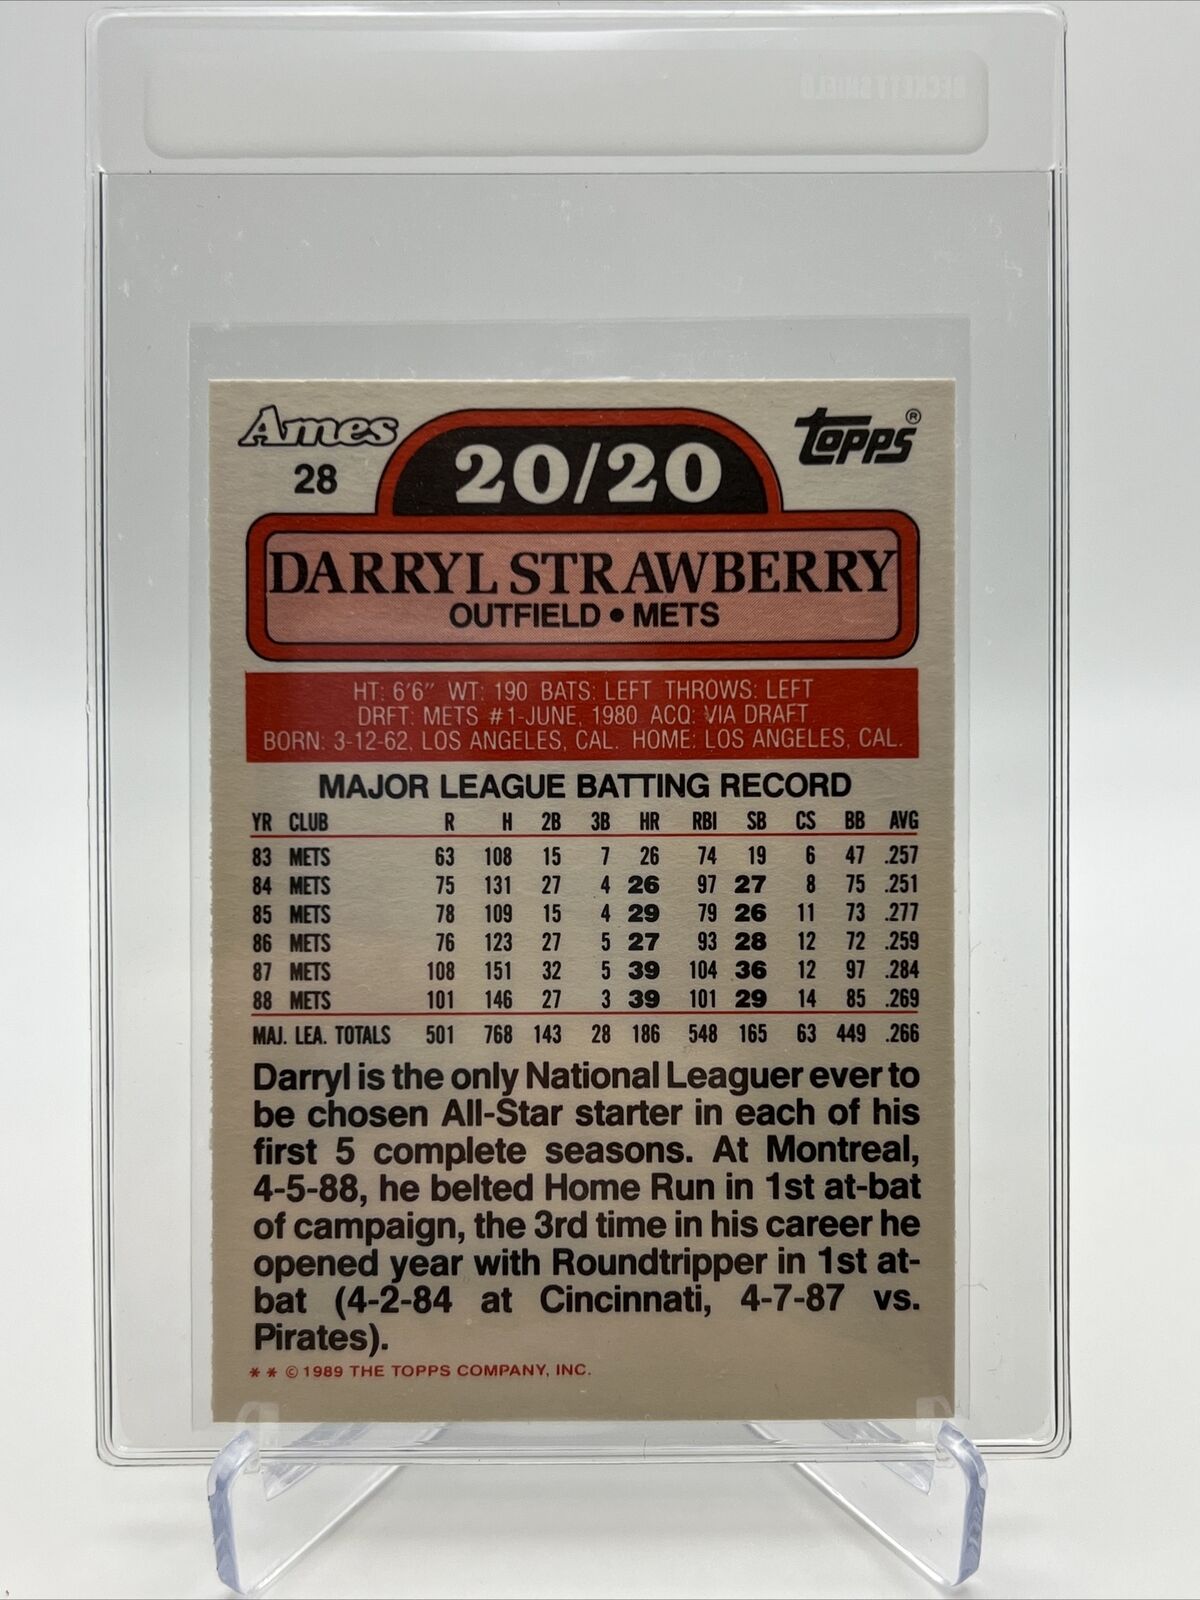 BECKETT SHIELD
Ames
28
20/20
TOPPS®
DARRYL STRAWBERRY
OUTFIELD • METS
HT: 6'6" WT: 190 BATS: LEFT THROWS: LEFT
DRFT: METS #1-JUNE, 1980 ACQ: VIA DRAFT
BORN: 3-12-62, LOS ANGELES, CAL. HOME: LOS ANGELES, CAL.
MAJOR LEAGUE BATTING RECORD
YR CLUB R H 2B 3B HR RBI SB CS BB AVG
83 METS 63 108 15 7 26 74 19 6 47 .257
84 METS 75 131 27 4 26 97 27 8 75 .251
85 METS 78 109 15 4 29 79 26 11 73 .277
86 METS 76 123 27 5 27 93 28 12 72 .259
87 METS 108 151 32 5 39 104 36 12 97 .284
88 METS 101 146 27 3 39 101 29 14 85 .269
MAJ. LEA. TOTALS 501 768 143 28 186 548 165 63 449 .266
Darryl is the only National Leaguer ever to
be chosen All-Star starter in each of his
first 5 complete seasons. At Montreal,
4-5-88, he belted Home Run in 1st at-bat
of campaign, the 3rd time in his career he
opened year with Roundtripper in 1st at-
bat (4-2-84 at Cincinnati, 4-7-87 vs.
Pirates).
** © 1989 THE TOPPS COMPANY, INC.